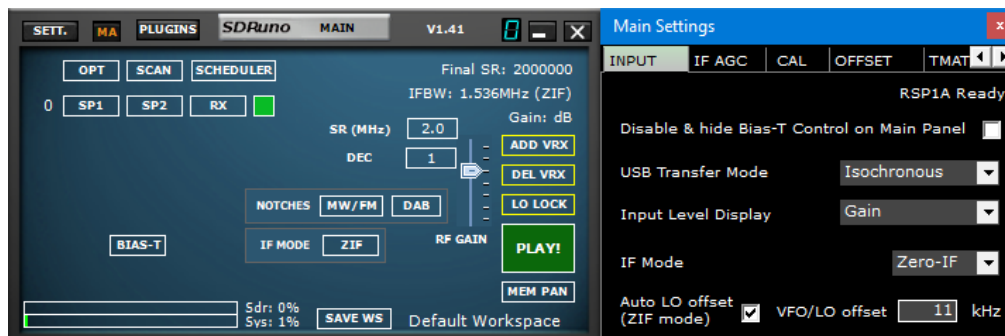 SETT. MA PLUGINS SDRuno MAIN V1.41 0
OPT SCAN SCHEDULER Final SR: 2000000
IFBW: 1.536MHz (ZIF)
0 SP1 SP2 RX Gain: dB
SR (MHz) 2.0
ADD VRX
DEC 1
DEL VRX
NOTCHES MW/FM DAB LO LOCK
BIAS-T IF MODE ZIF RF GAIN PLAY!
MEM PAN
Sdr: 0%
Sys: 1% SAVE WS Default Workspace
Main Settings x
INPUT IF AGC CAL OFFSET TMAT
RSP1A Ready
Disable & hide Bias-T Control on Main Panel
USB Transfer Mode Isochronous
Input Level Display Gain
IF Mode Zero-IF
Auto LO offset
(ZIF mode) VFO/LO offset 11 kHz